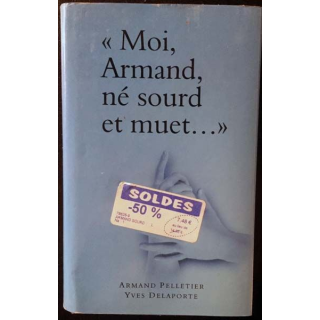 « Moi,
Armand,
né sourd
et muet...»
SOLDES
-50 %
ARMAND PELLETIER
YVES DELAPORTE